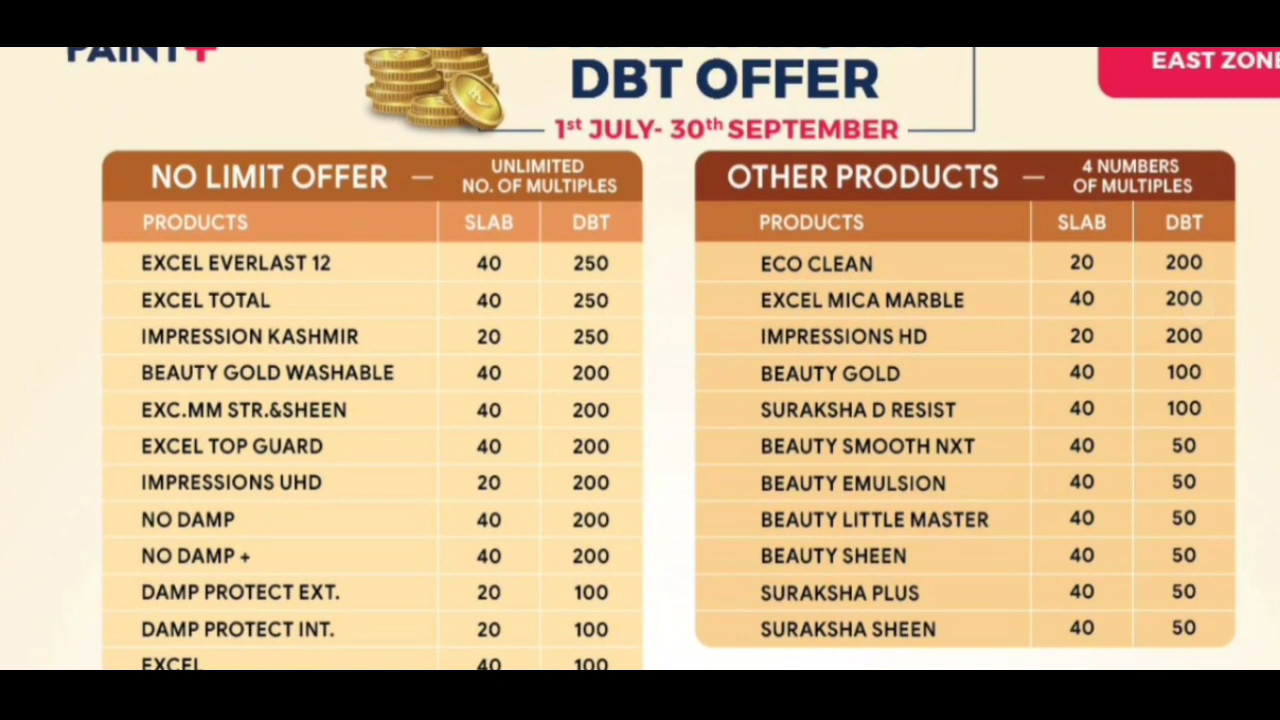 PAINT+
DBT OFFER
EAST ZONE
1st JULY- 30th SEPTEMBER
NO LIMIT OFFER — UNLIMITED NO. OF MULTIPLES
PRODUCTS SLAB DBT
EXCEL EVERLAST 12 40 250
EXCEL TOTAL 40 250
IMPRESSION KASHMIR 20 250
BEAUTY GOLD WASHABLE 40 200
EXC.MM STR.&SHEEN 40 200
EXCEL TOP GUARD 40 200
IMPRESSIONS UHD 20 200
NO DAMP 40 200
NO DAMP + 40 200
DAMP PROTECT EXT. 20 100
DAMP PROTECT INT. 20 100
EXCEL 40 100
OTHER PRODUCTS — 4 NUMBERS OF MULTIPLES
PRODUCTS SLAB DBT
ECO CLEAN 20 200
EXCEL MICA MARBLE 40 200
IMPRESSIONS HD 20 200
BEAUTY GOLD 40 100
SURAKSHA D RESIST 40 100
BEAUTY SMOOTH NXT 40 50
BEAUTY EMULSION 40 50
BEAUTY LITTLE MASTER 40 50
BEAUTY SHEEN 40 50
SURAKSHA PLUS 40 50
SURAKSHA SHEEN 40 50